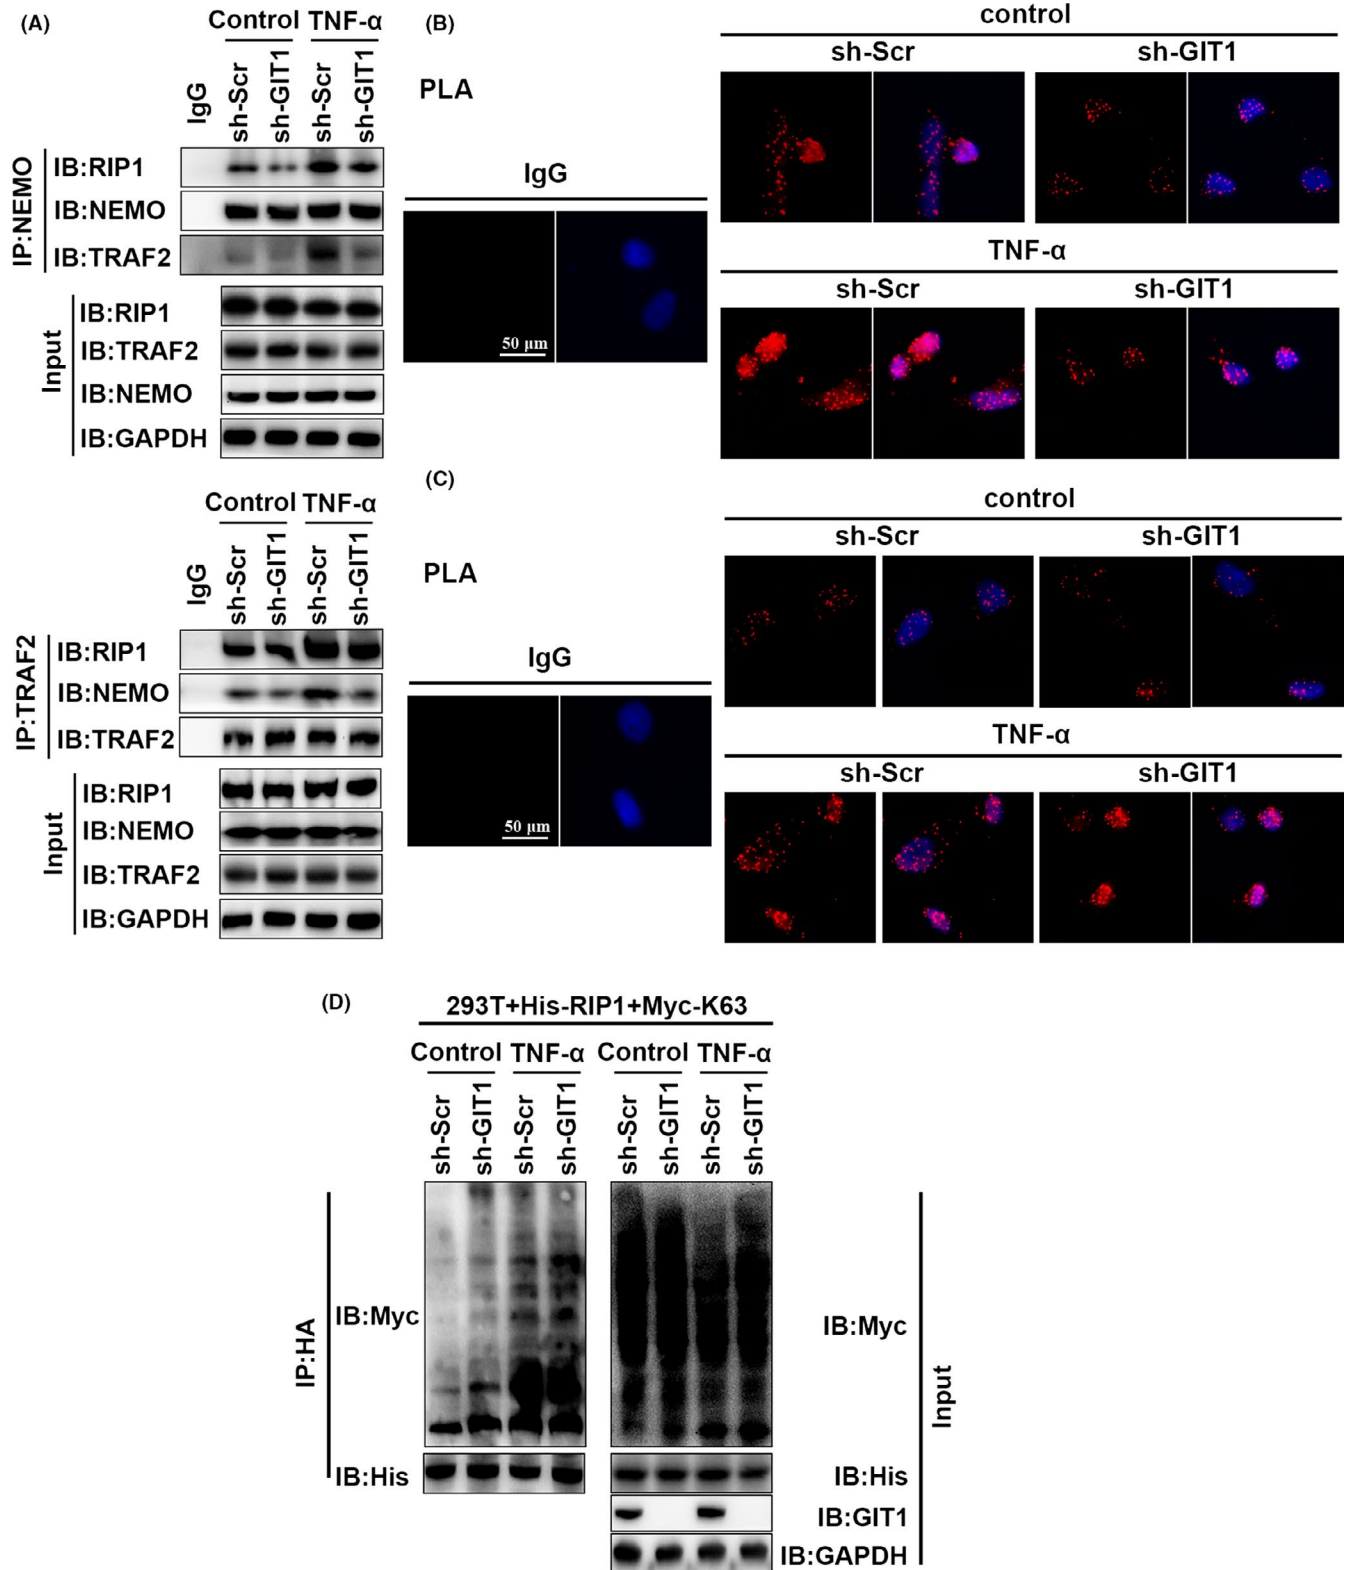 (A)
Control TNF-α
IgG
sh-Scr
sh-GIT1
sh-Scr
sh-GIT1
IP:NEMO
IB:RIP1
IB:NEMO
IB:TRAF2
Input
IB:RIP1
IB:TRAF2
IB:NEMO
IB:GAPDH
Control TNF-α
IgG
sh-Scr
sh-GIT1
sh-Scr
sh-GIT1
IP:TRAF2
IB:RIP1
IB:NEMO
IB:TRAF2
Input
IB:RIP1
IB:NEMO
IB:TRAF2
IB:GAPDH
(B)
PLA
IgG
50 µm
control
sh-Scr sh-GIT1
TNF-α
sh-Scr sh-GIT1
(C)
PLA
IgG
50 µm
control
sh-Scr sh-GIT1
TNF-α
sh-Scr sh-GIT1
(D)
293T+His-RIP1+Myc-K63
Control TNF-α Control TNF-α
sh-Scr
sh-GIT1
sh-Scr
sh-GIT1
sh-Scr
sh-GIT1
sh-Scr
sh-GIT1
IP:HA
IB:Myc
IB:His
IB:Myc
IB:His
IB:GIT1
IB:GAPDH
Input